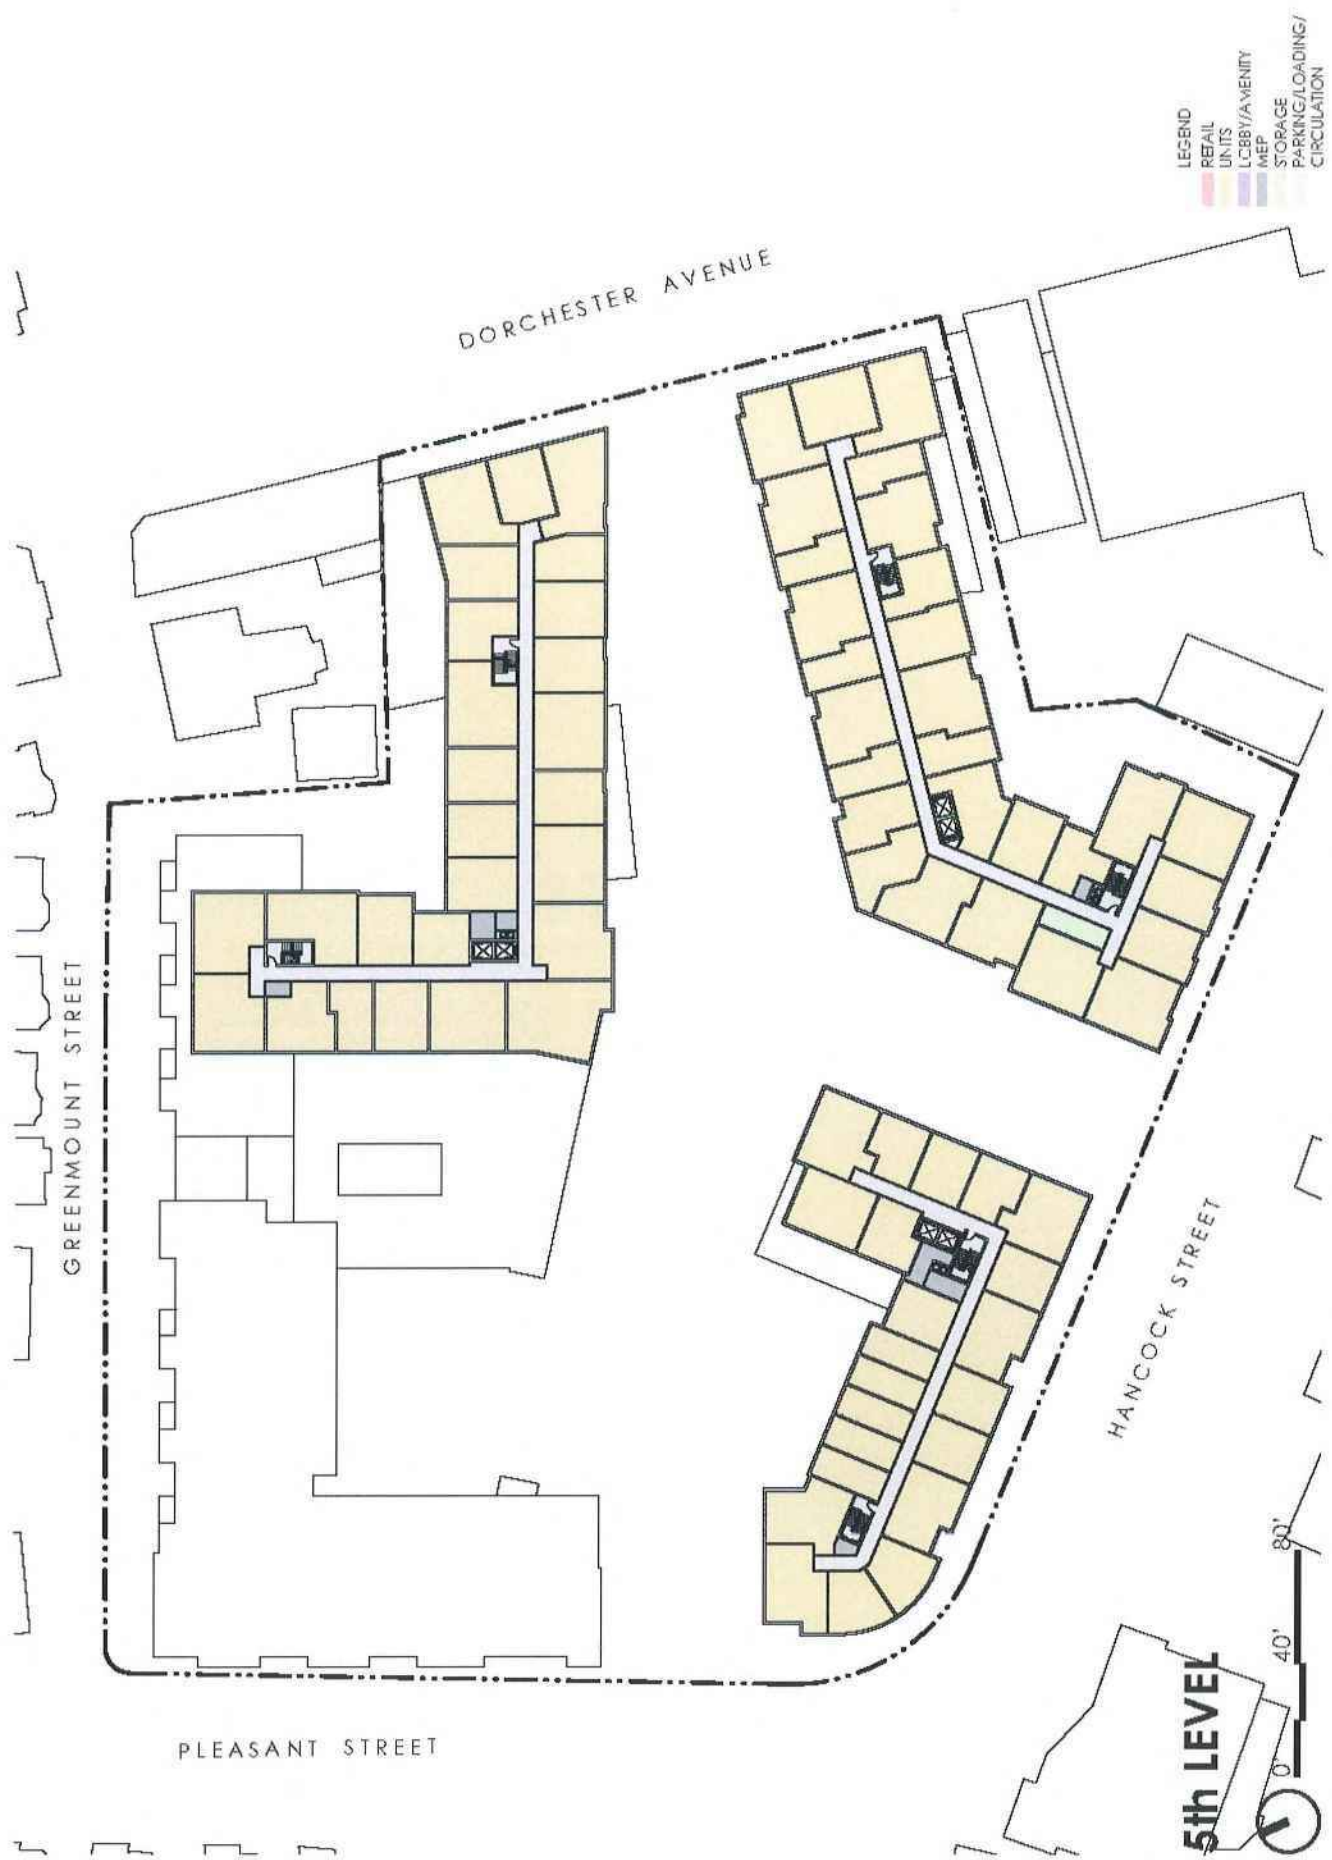 LEGEND
RETAIL
UNITS
LOBBY/AMENITY
MEP
STORAGE
PARKING/LOADING/
CIRCULATION
DORCHESTER AVENUE
GREENMOUNT STREET
HANCOCK STREET
PLEASANT STREET
5th LEVEL
0' 40' 80'